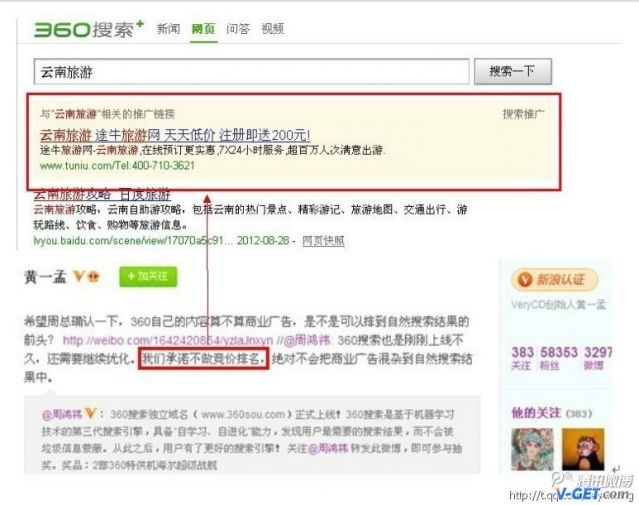 360搜索+ 新闻 网页 问答 视频
云南旅游 搜索一下
与"云南旅游"相关的推广链接 搜索推广
云南旅游 途牛旅游网 天天低价 注册即送200元!
途牛旅游网-云南旅游,在线预订更实惠,7X24小时服务,超百万人次满意出游.
www.tuniu.com/Tel:400-710-3621
云南旅游攻略 百度旅游
云南旅游攻略，云南自助游攻略，包括云南的热门景点、精彩游记、旅游地图、交通出行、游
玩路线、饮食、购物等旅游信息。
lvyou.baidu.com/scene/view/17070a5c91... 2012-08-28 - 网页快照
黄一孟 V +加关注
希望周总确认一下，360自己的内容算不算商业广告，是不是可以排到自然搜索结果的
前头？ http://weibo.com/1642420854/yzlaJnxyn //@周鸿祎: 360搜索也是刚刚上线不
久，还需要继续优化。我们承诺不做竞价排名，绝对不会把商业广告混杂到自然搜索结
果中。
@周鸿祎 V：360搜索独立域名（www.360sou.com）正式上线！360搜索是基于机器学习
技术的第三代搜索引擎，具备"自学习、自进化"能力，发现用户最需要的搜索结果，而不会被
垃圾信息蒙蔽。从此之后，用户有了更好的搜索引擎！关注@周鸿祎 转发此微博，即可参与抽
奖。奖品：2部360特供机海尔超级战舰
V 新浪认证
VeryCD创始人黄一孟
383 58353 3297
关注 粉丝 微博
他的关注 (383)
腾讯微博
V-GET.com